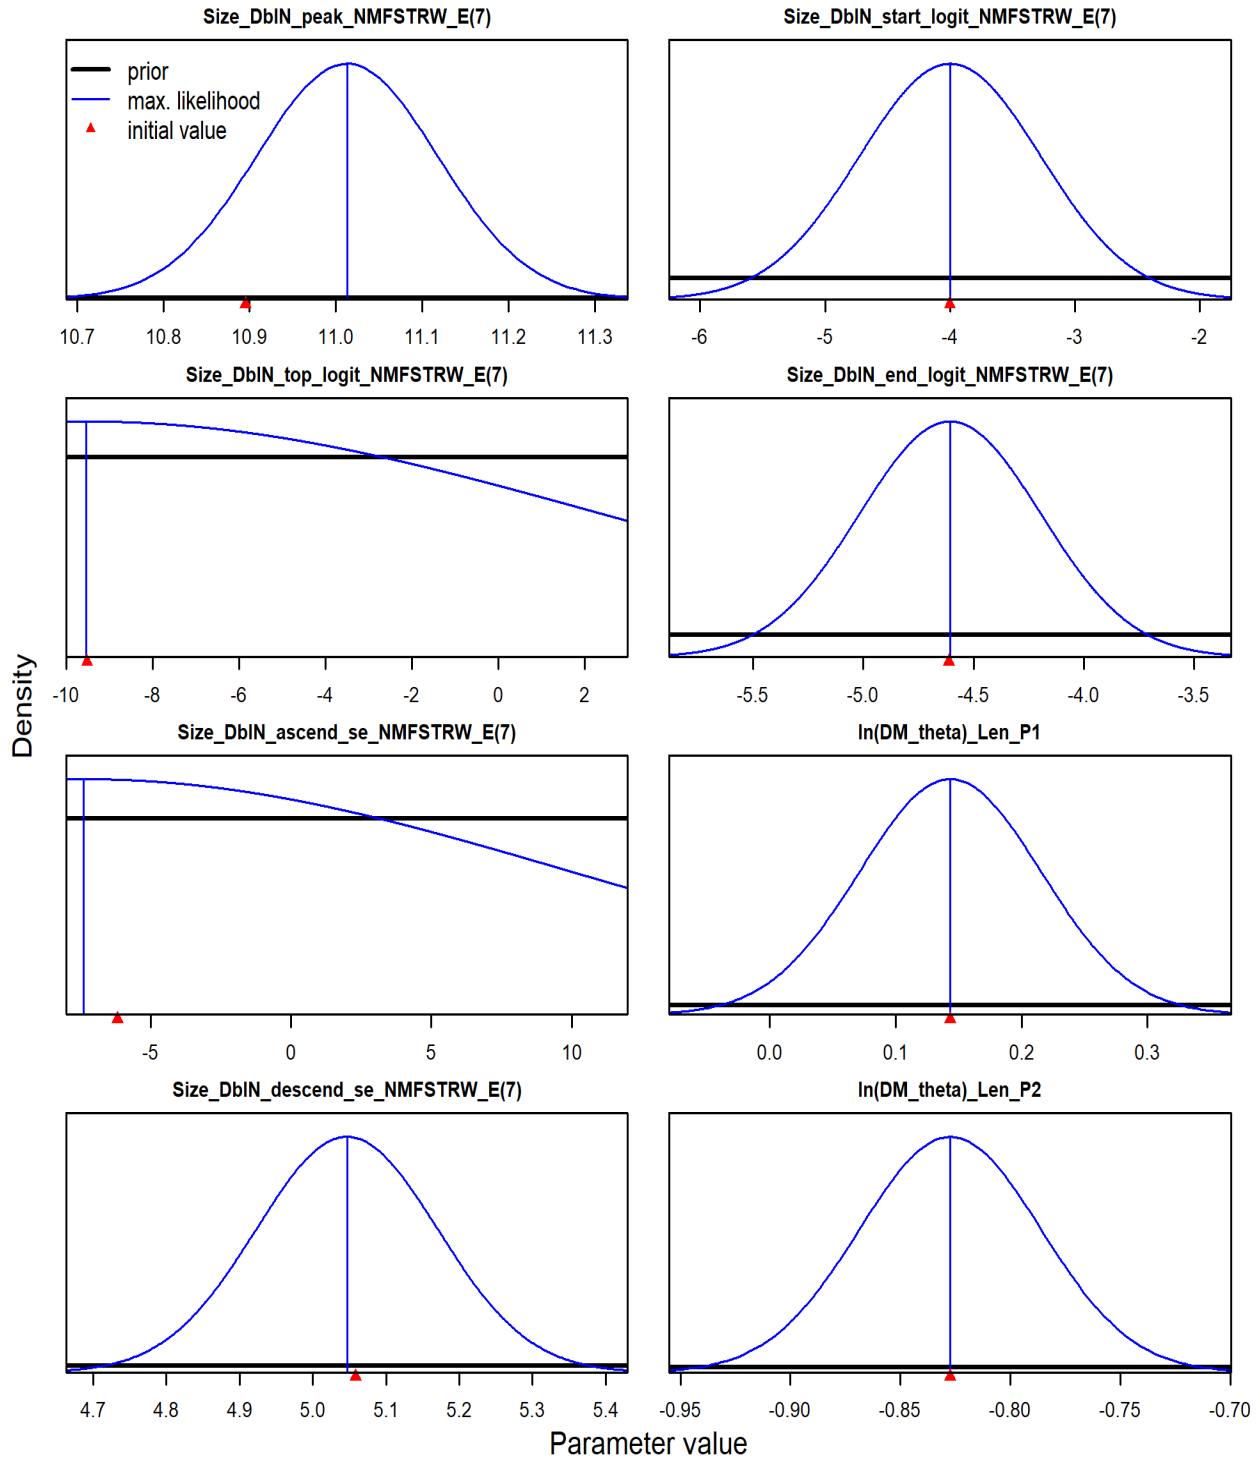 Size_DblN_peak_NMFSTRW_E(7)
prior
max. likelihood
initial value
10.7 10.8 10.9 11.0 11.1 11.2 11.3
Size_DblN_start_logit_NMFSTRW_E(7)
-6 -5 -4 -3 -2
Size_DblN_top_logit_NMFSTRW_E(7)
-10 -8 -6 -4 -2 0 2
Size_DblN_end_logit_NMFSTRW_E(7)
-5.5 -5.0 -4.5 -4.0 -3.5
Size_DblN_ascend_se_NMFSTRW_E(7)
-5 0 5 10
ln(DM_theta)_Len_P1
0.0 0.1 0.2 0.3
Size_DblN_descend_se_NMFSTRW_E(7)
4.7 4.8 4.9 5.0 5.1 5.2 5.3 5.4
ln(DM_theta)_Len_P2
-0.95 -0.90 -0.85 -0.80 -0.75 -0.70
Density
Parameter value